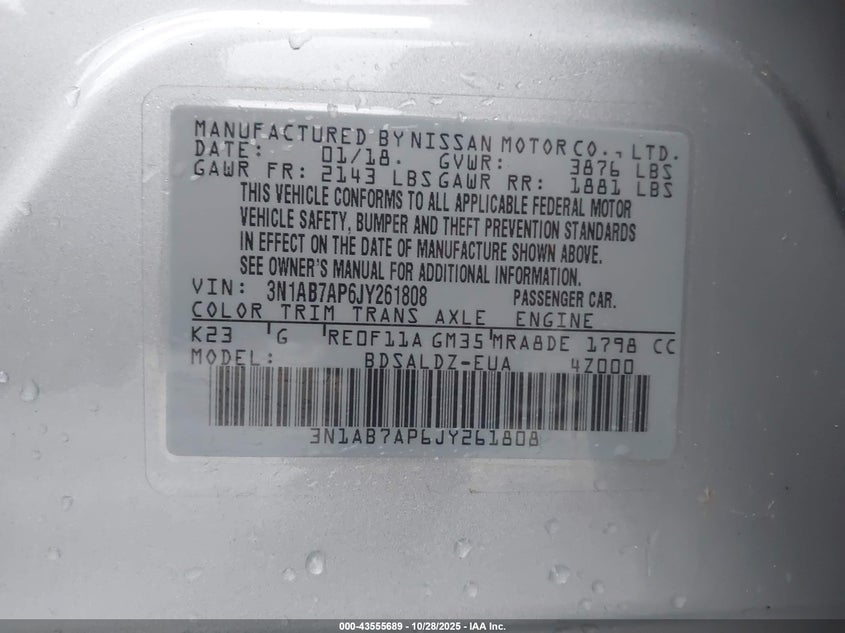 MANUFACTURED BY NISSAN MOTOR CO., LTD.
DATE: 01/18. GVWR: 3876 LBS
GAWR FR: 2143 LBS GAWR RR: 1881 LBS
THIS VEHICLE CONFORMS TO ALL APPLICABLE FEDERAL MOTOR
VEHICLE SAFETY, BUMPER AND THEFT PREVENTION STANDARDS
IN EFFECT ON THE DATE OF MANUFACTURE SHOWN ABOVE.
SEE OWNER'S MANUAL FOR ADDITIONAL INFORMATION.
VIN: 3N1AB7AP6JY261808 PASSENGER CAR.
COLOR TRIM TRANS AXLE ENGINE
K23 G RE0F11A GM35 MRA8DE 1798 CC
MODEL: BDSALDZ-EUA 4Z000
3N1AB7AP6JY261808
000-43555689 - 10/28/2025 - IAA Inc.